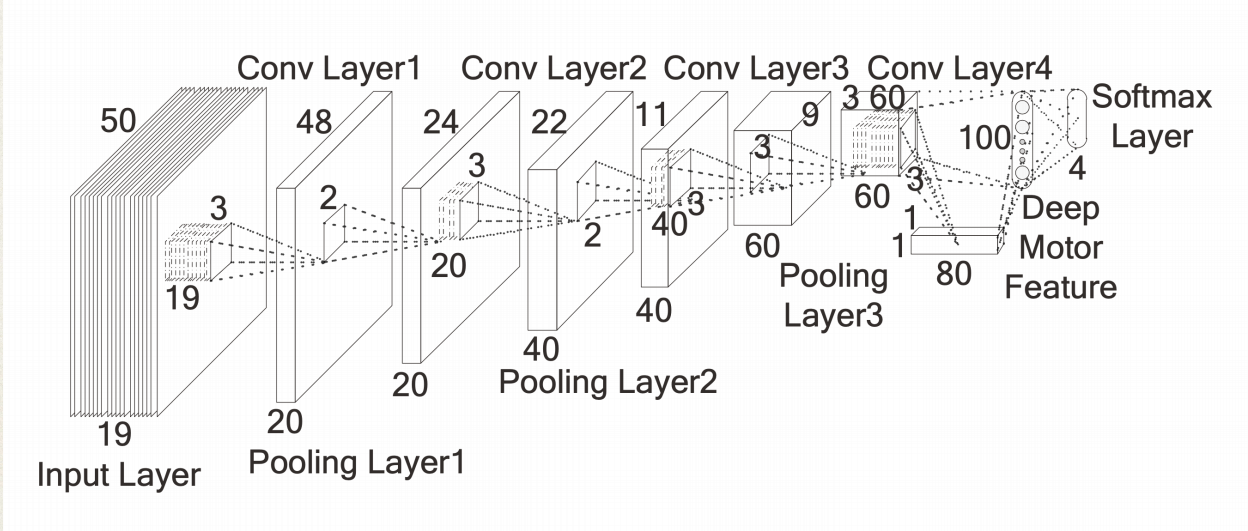 Conv Layer1 Conv Layer2 Conv Layer3 Conv Layer4
50 48 24 22 11 9 3 60
Softmax
Layer
100
4
3 2 3 2 3 3 3
19 20 40 60
1
1
80
Deep
Motor
Feature
60
Pooling
Layer3
40
40
Pooling Layer2
20
20
Pooling Layer1
19
Input Layer